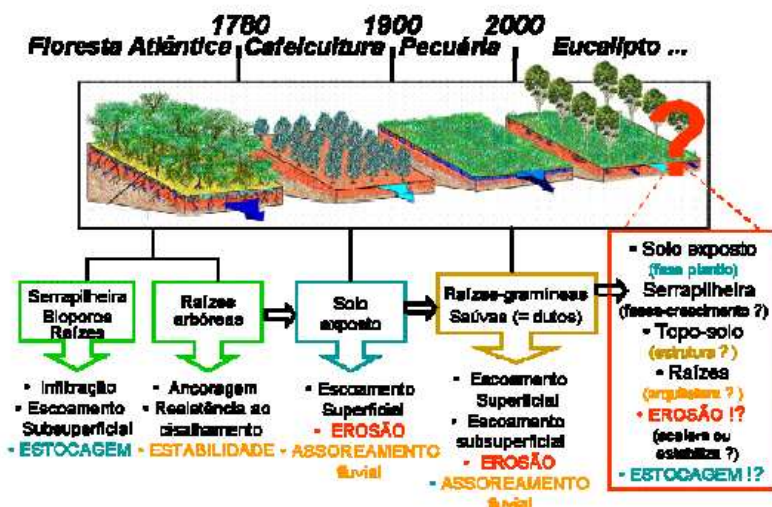 1780 1900 2000
Floresta Atlântica Cafeicultura Pecuária Eucalipto ...
?
Serrapilheira
Bioporos
Raízes
• Infiltração
• Escoamento
Subsuperficial
• ESTOCAGEM
Raízes
arbóreas
• Ancoragem
• Resistência ao
cisalhamento
• ESTABILIDADE
Solo
exposto
• Escoamento
Superficial
• EROSÃO
• ASSOREAMENTO
fluvial
Raízes-gramíneas
Saúvas (= dutos)
• Escoamento
Superficial
• Escoamento
subsuperficial
• EROSÃO
• ASSOREAMENTO
fluvial
• Solo exposto
(fase plantio)
Serrapilheira
(fases-crescimento ?)
• Topo-solo
(estrutura ?)
• Raízes
(arquitetura ?)
• EROSÃO !?
(acelera ou
estabiliza ?)
• ESTOCAGEM !?